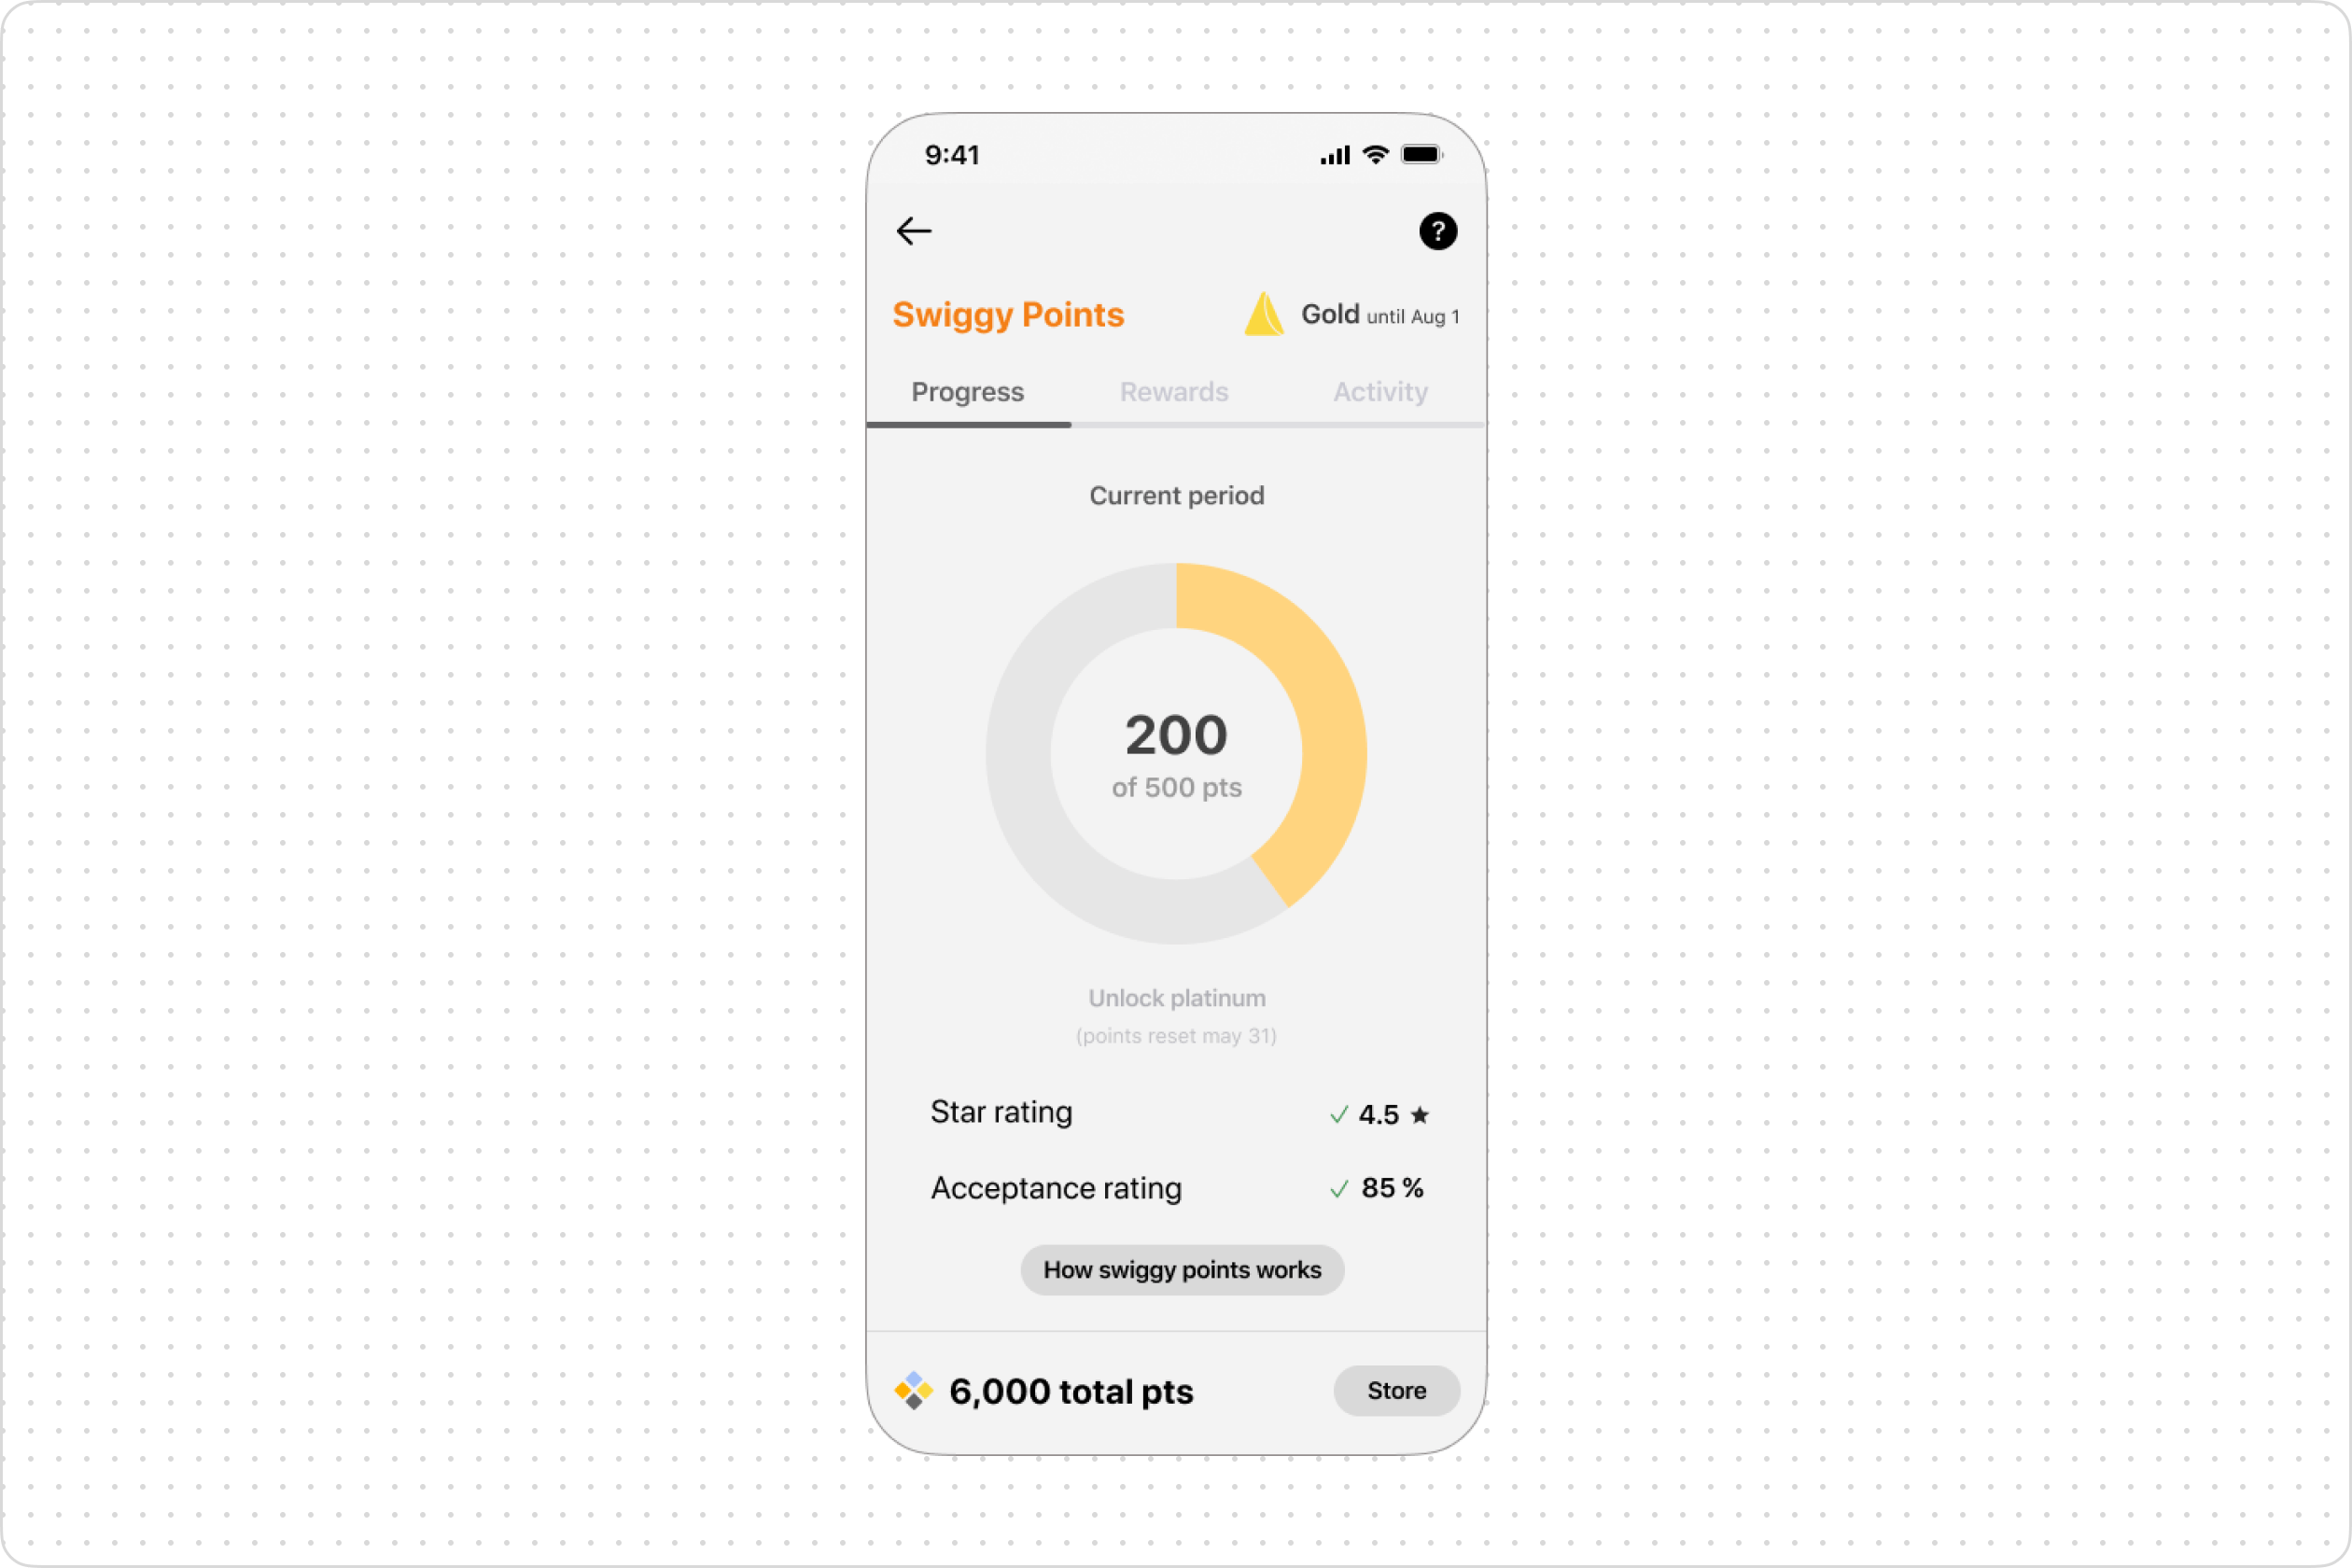 9:41
?
Swiggy Points
Gold until Aug 1
Progress Rewards Activity
Current period
200
of 500 pts
Unlock platinum
(points reset may 31)
Star rating 4.5 ★
Acceptance rating 85 %
How swiggy points works
6,000 total pts Store